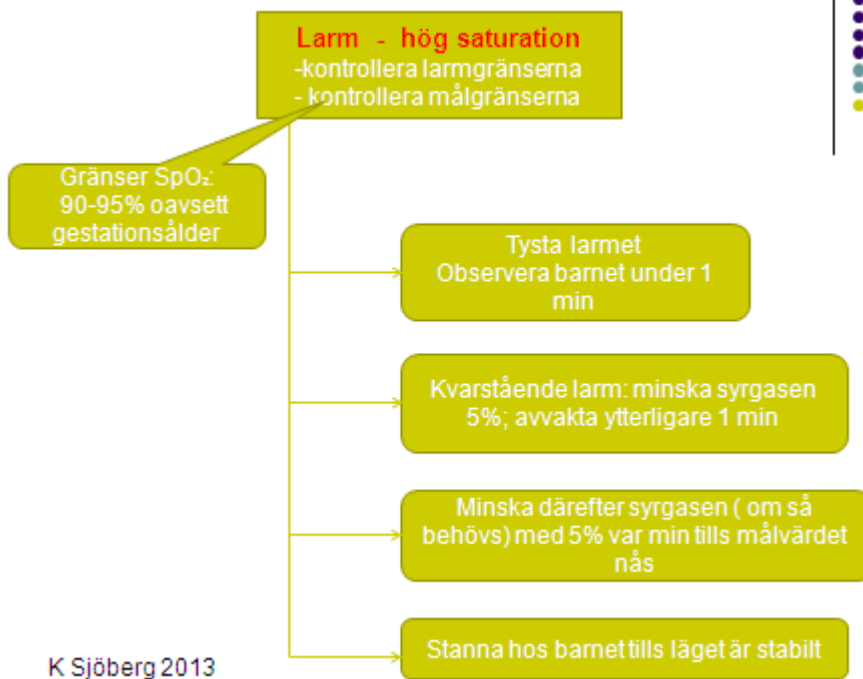 Larm - hög saturation
-kontrollera larmgränserna
- kontrollera målgränserna
Gränser SpO₂:
90-95% oavsett
gestationsålder
Tysta larmet
Observera barnet under 1
min
Kvarstående larm: minska syrgasen
5%; avvakta ytterligare 1 min
Minska därefter syrgasen ( om så
behövs) med 5% var min tills målvärdet
nås
Stanna hos barnet tills läget är stabilt
K Sjöberg 2013